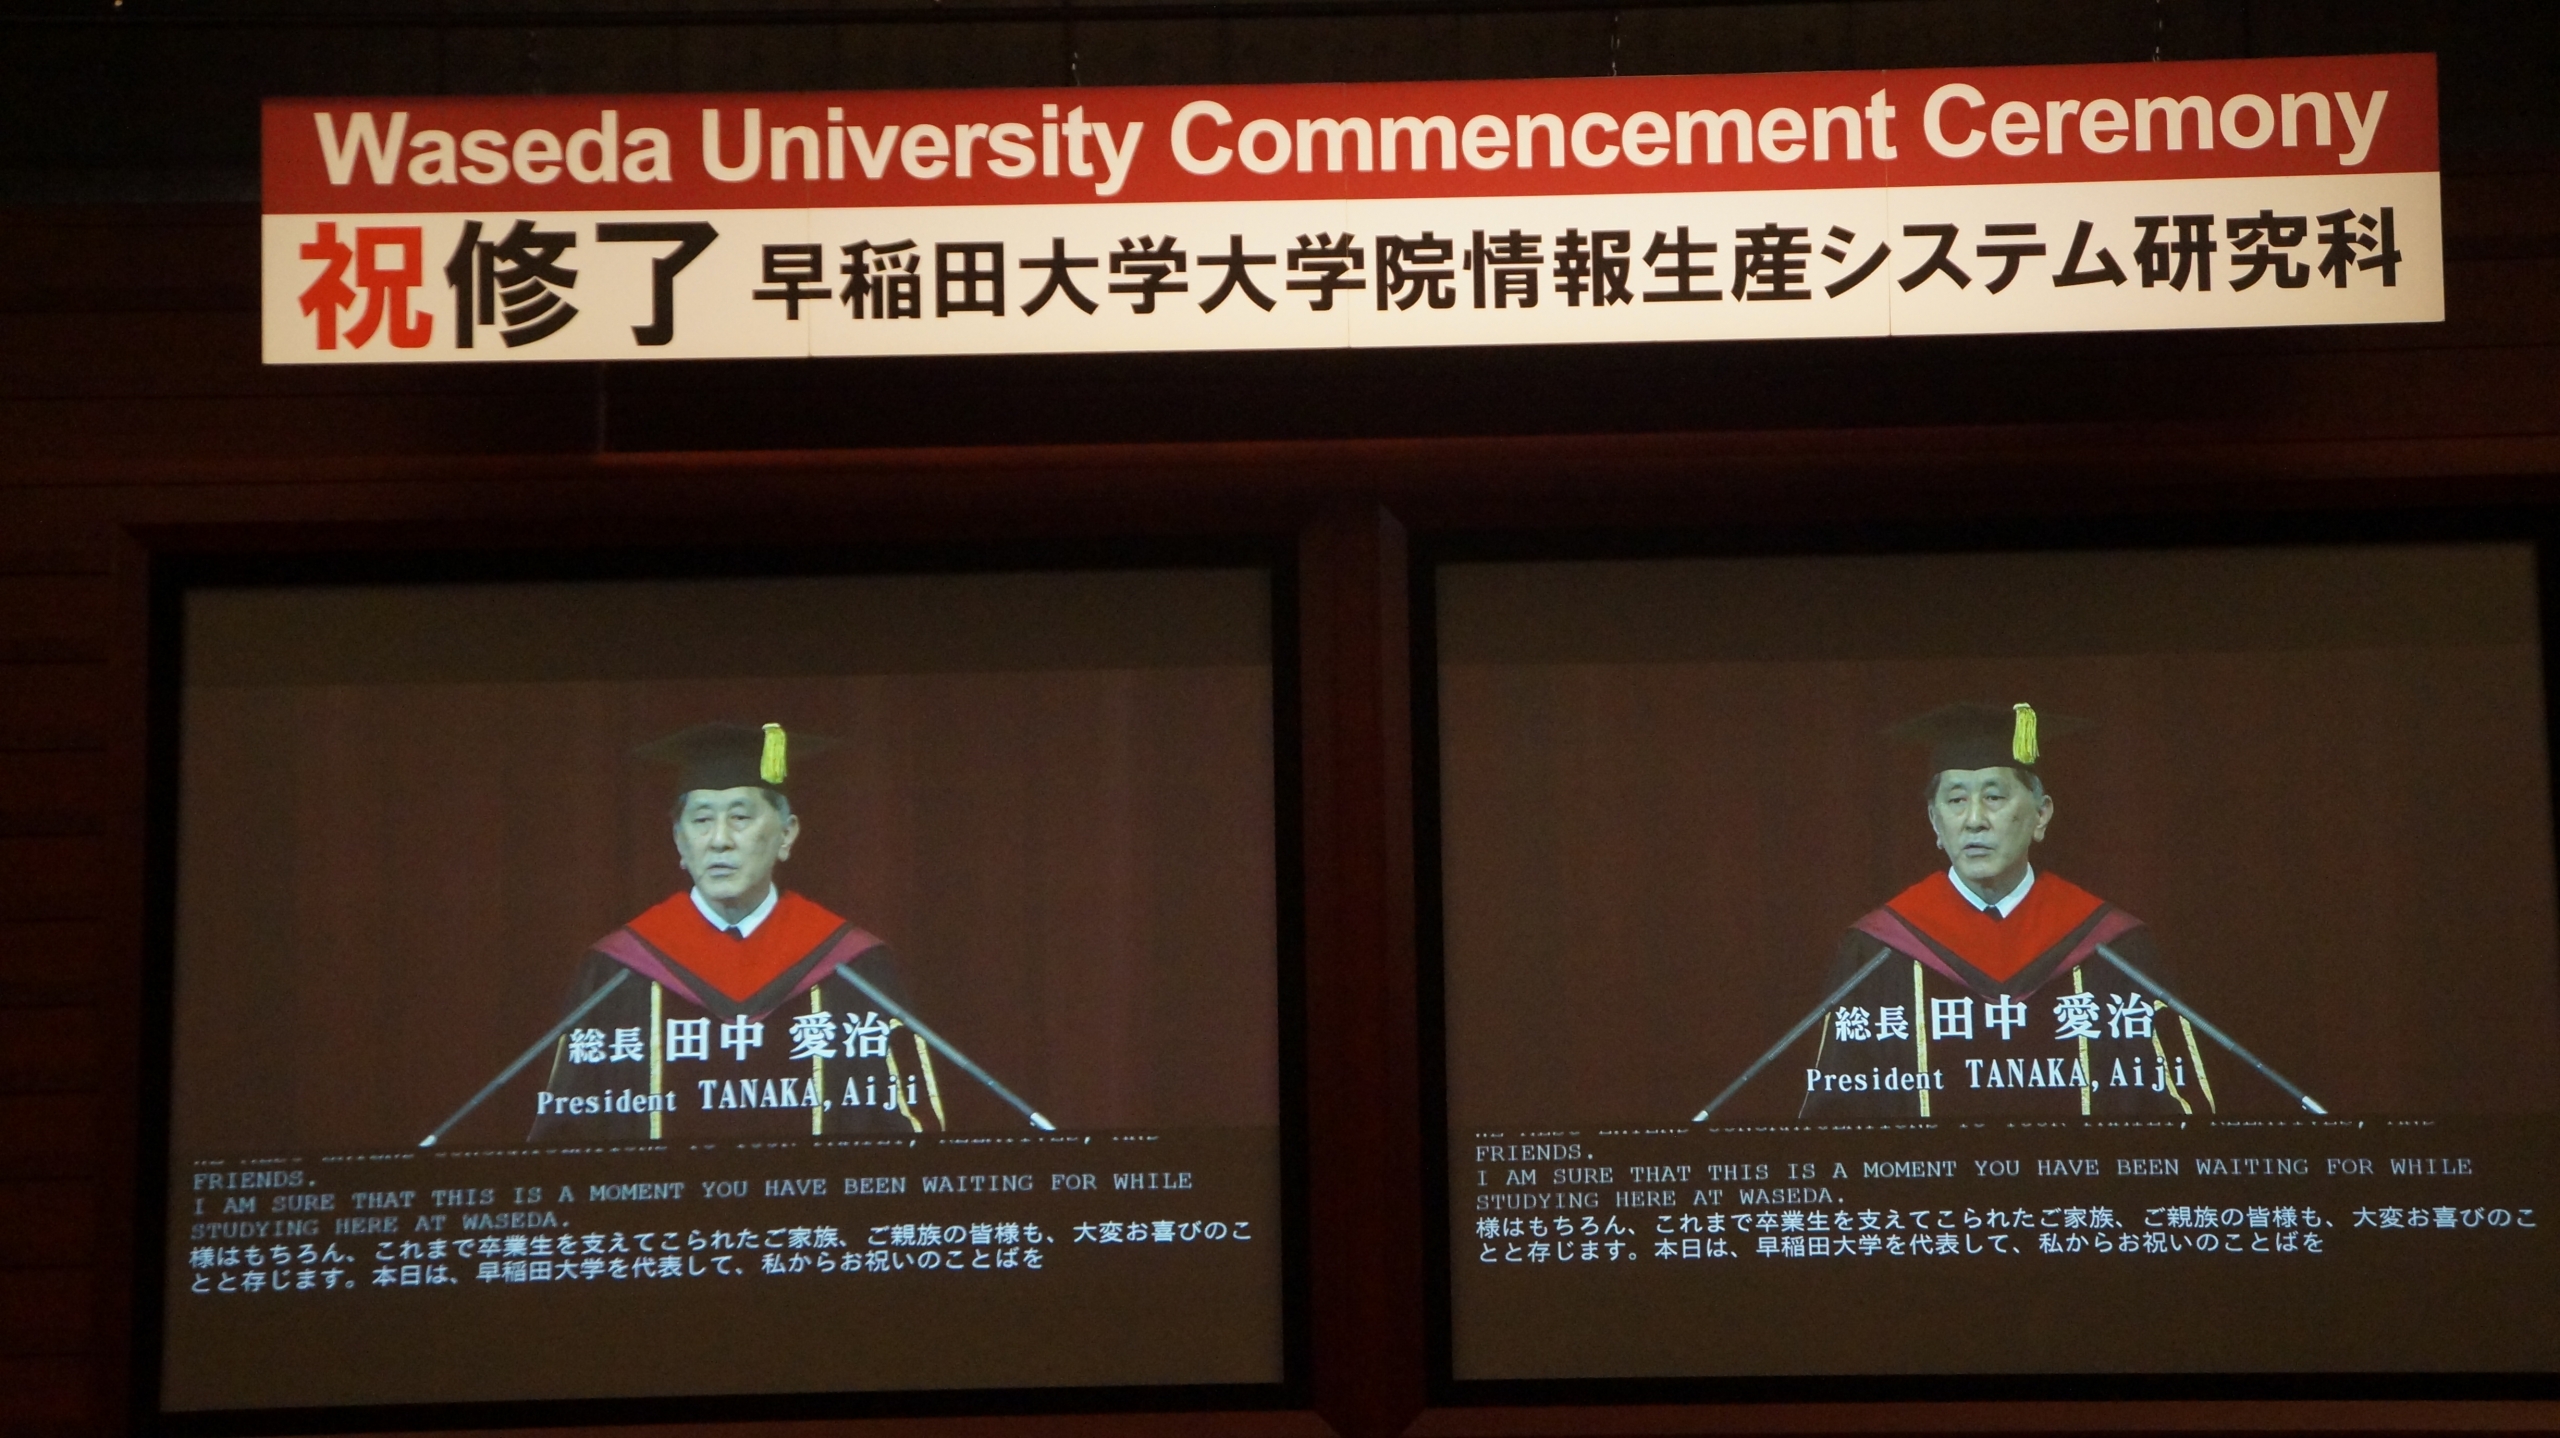 Waseda University Commencement Ceremony
祝修了 早稲田大学大学院情報生産システム研究科
総長 田中 愛治
President TANAKA, Aiji
FRIENDS.
I AM SURE THAT THIS IS A MOMENT YOU HAVE BEEN WAITING FOR WHILE
STUDYING HERE AT WASEDA.
様はもちろん、これまで卒業生を支えてこられたご家族、ご親族の皆様も、大変お喜びのこ
とと存じます。本日は、早稲田大学を代表して、私からお祝いのことばを
総長 田中 愛治
President TANAKA, Aiji
FRIENDS.
I AM SURE THAT THIS IS A MOMENT YOU HAVE BEEN WAITING FOR WHILE
STUDYING HERE AT WASEDA.
様はもちろん、これまで卒業生を支えてこられたご家族、ご親族の皆様も、大変お喜びのこ
とと存じます。本日は、早稲田大学を代表して、私からお祝いのことばを